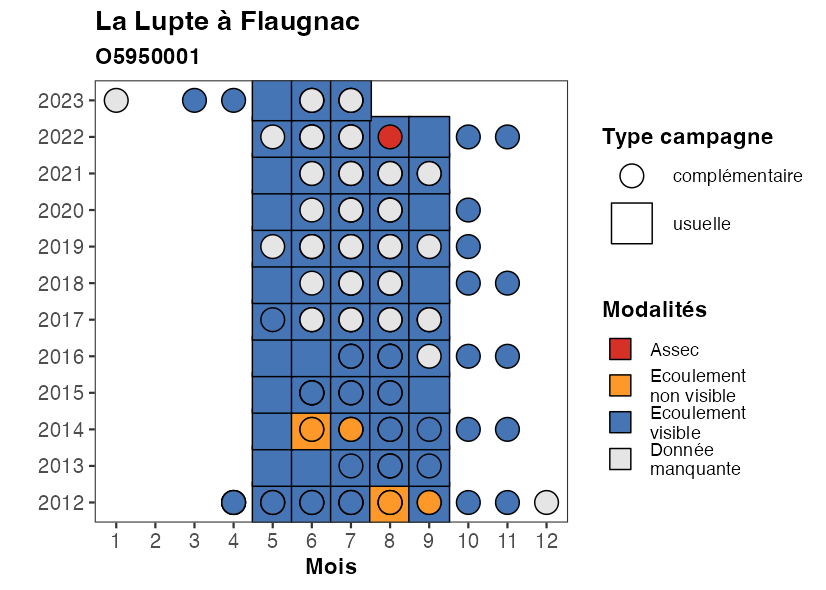 La Lupte à Flaugnac
O5950001
2023
2022
2021
2020
2019
2018
2017
2016
2015
2014
2013
2012
1 2 3 4 5 6 7 8 9 10 11 12
Mois
Type campagne
complémentaire
usuelle
Modalités
Assec
Ecoulement
non visible
Ecoulement
visible
Donnée
manquante